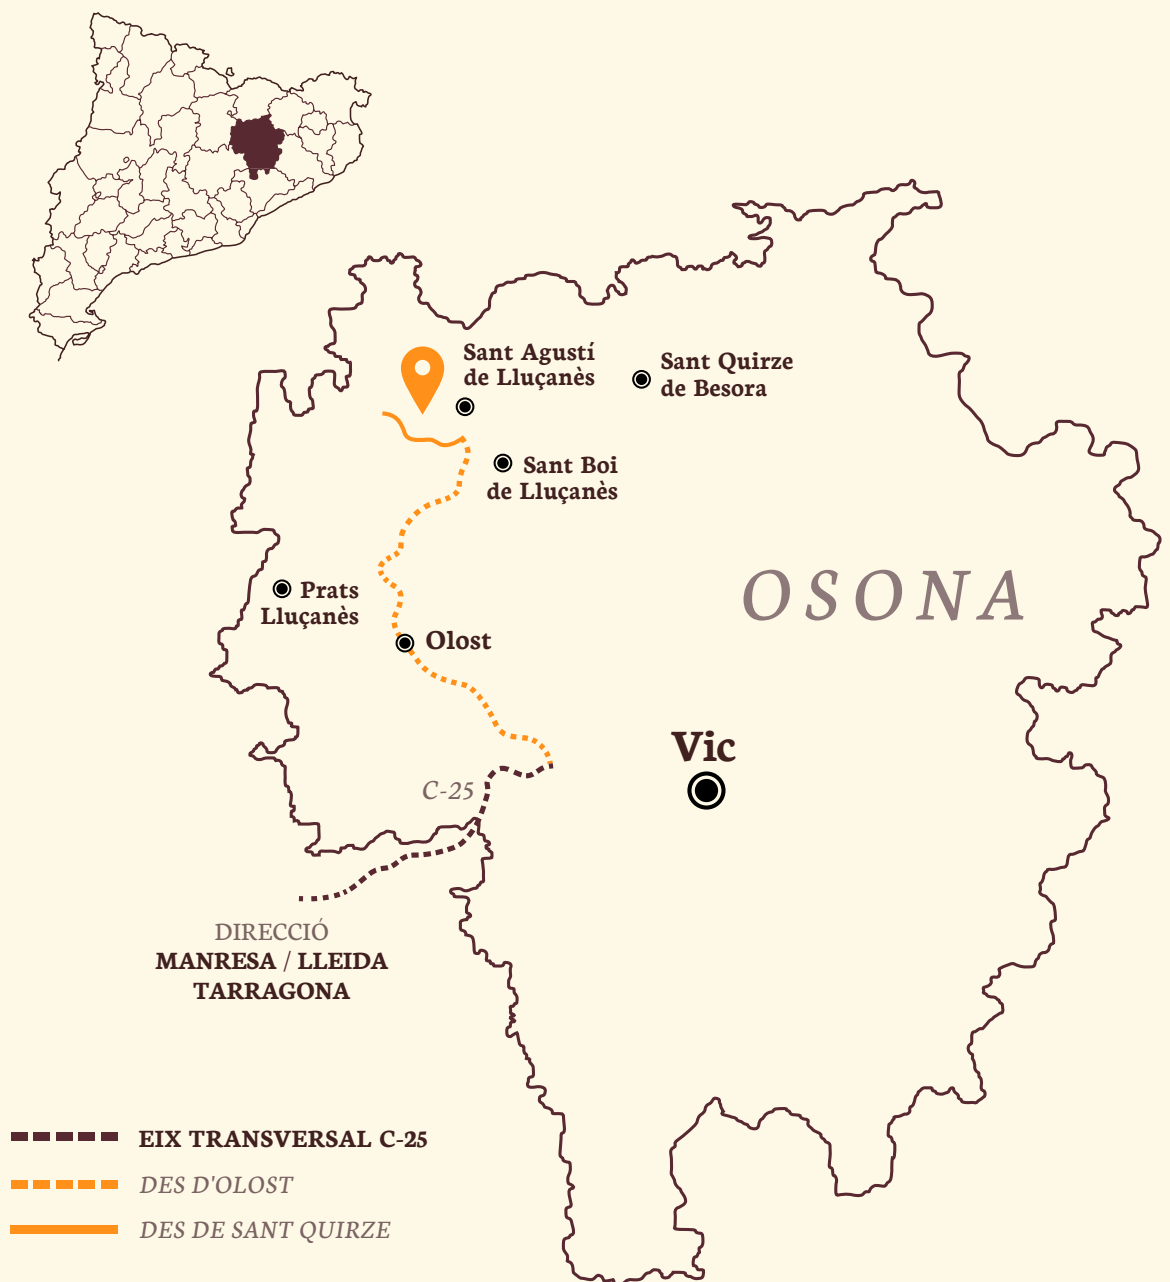 Sant Agustí
de Lluçanès
Sant Quirze
de Besora
Sant Boi
de Lluçanès
OSONA
Prats
Lluçanès
Olost
Vic
C-25
DIRECCIÓ
MANRESA / LLEIDA
TARRAGONA
EIX TRANSVERSAL C-25
DES D'OLOST
DES DE SANT QUIRZE